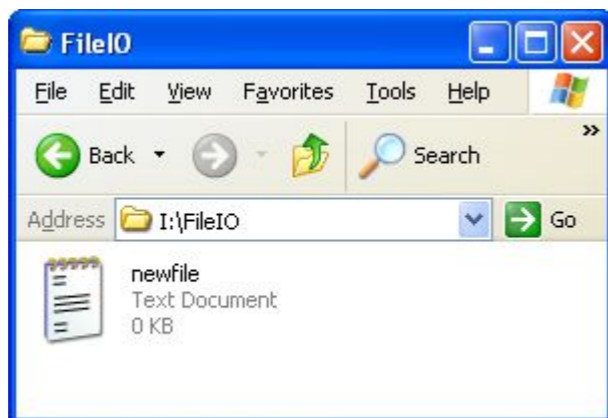 FileIO
File Edit View Favorites Tools Help
Back Search »
Address I:\FileIO Go
newfile
Text Document
0 KB